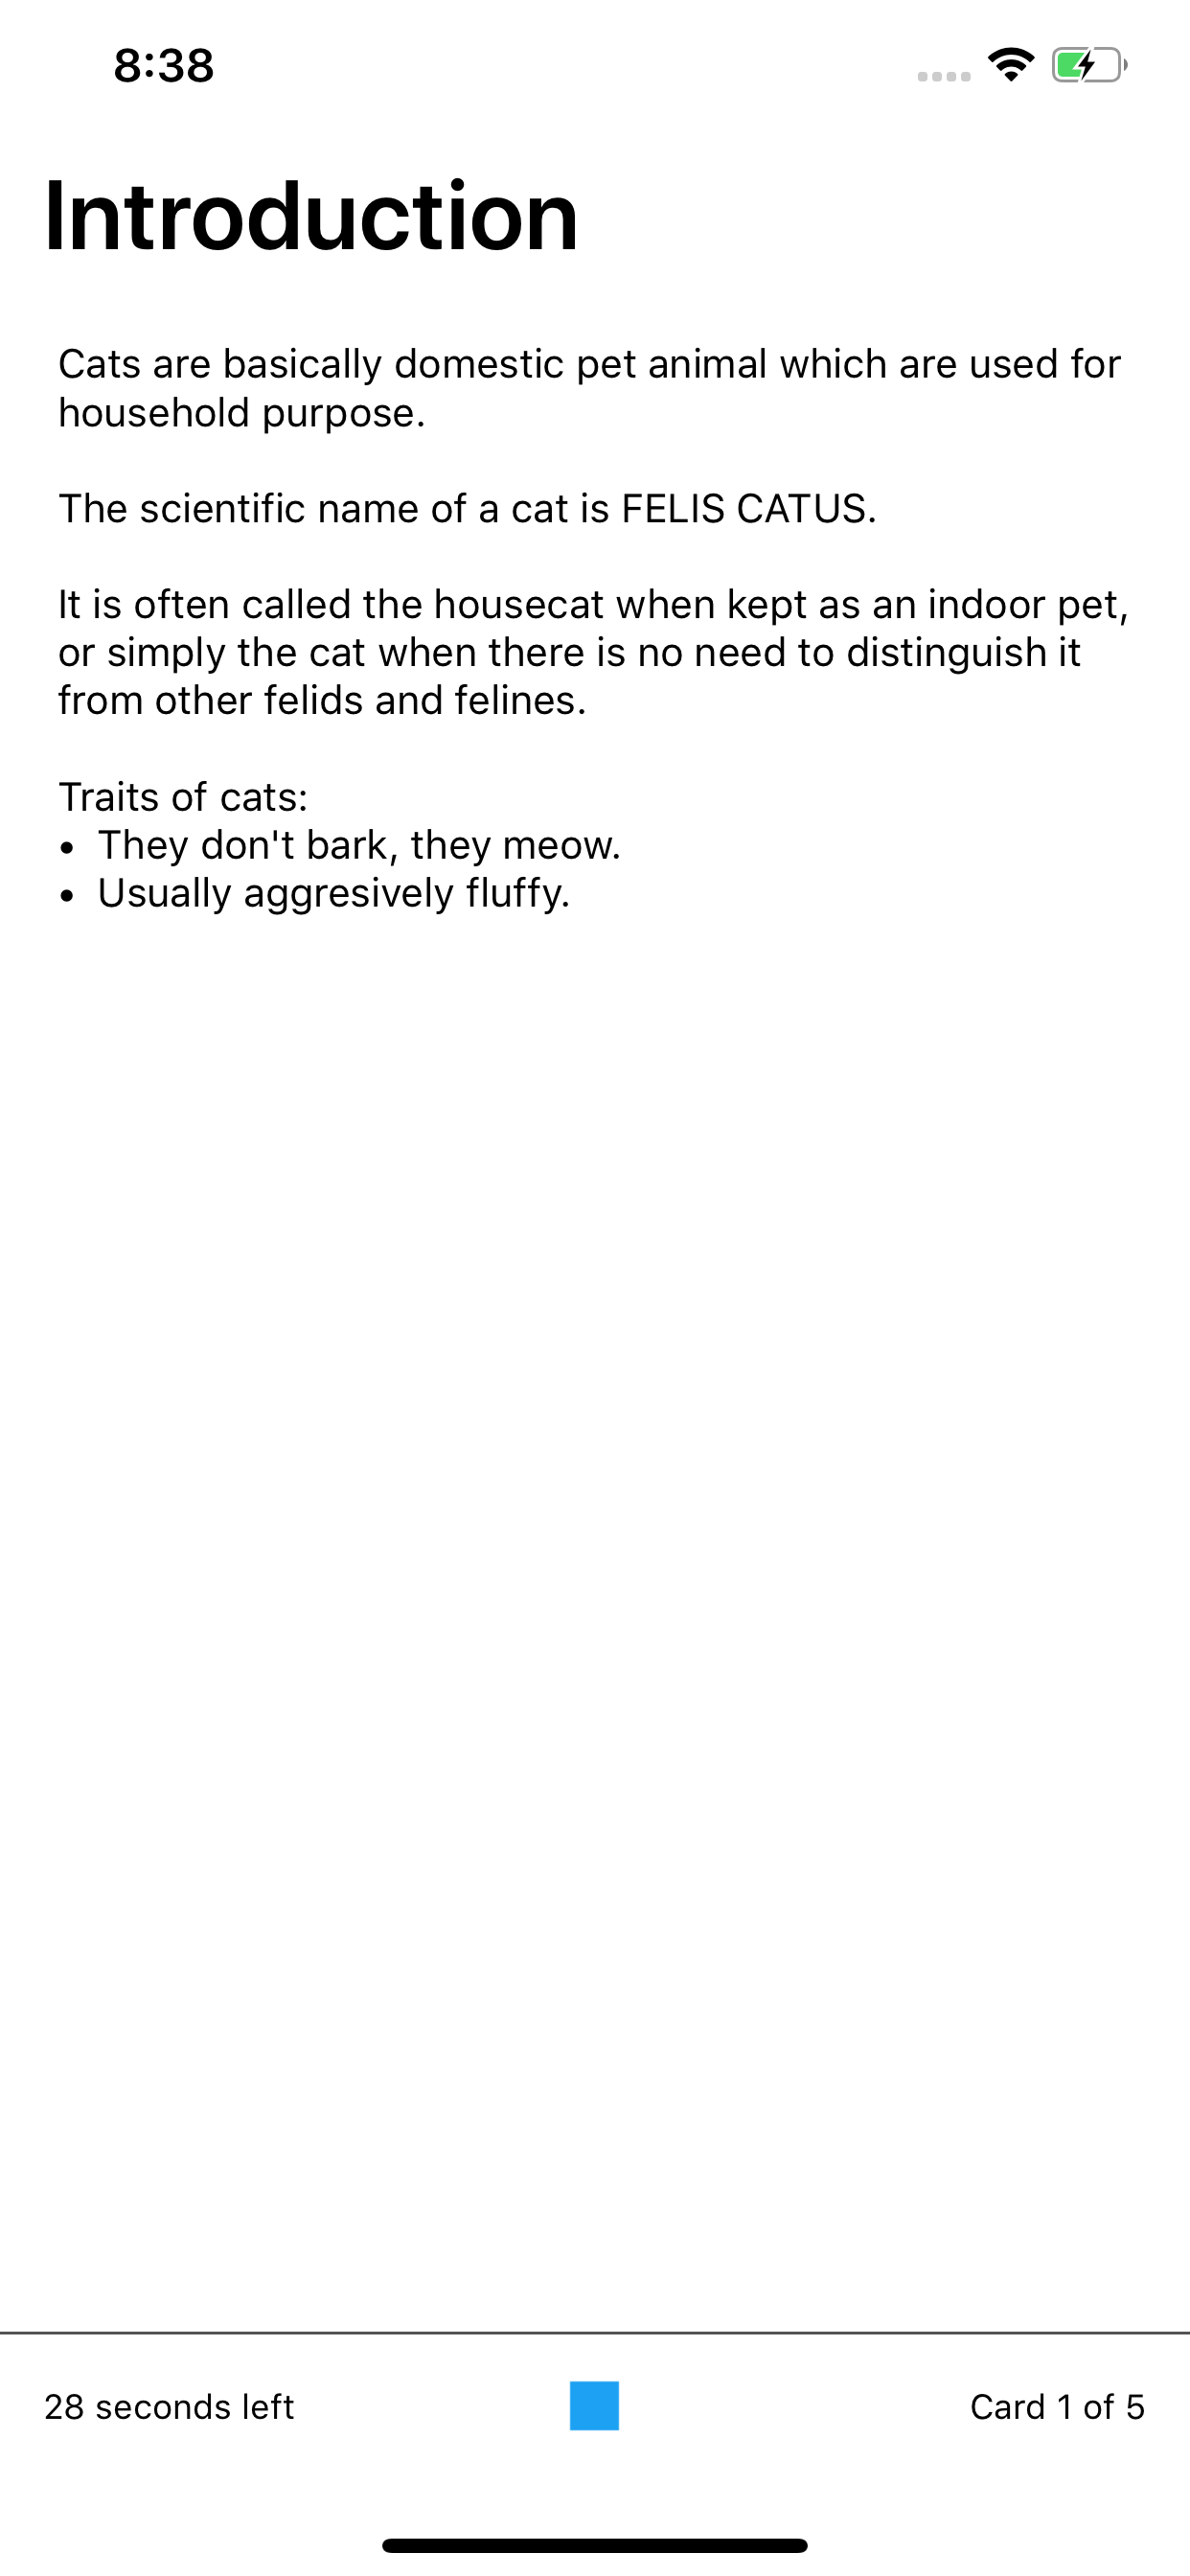 8:38
Introduction
Cats are basically domestic pet animal which are used for
household purpose.
The scientific name of a cat is FELIS CATUS.
It is often called the housecat when kept as an indoor pet,
or simply the cat when there is no need to distinguish it
from other felids and felines.
Traits of cats:
• They don't bark, they meow.
• Usually aggresively fluffy.
28 seconds left
Card 1 of 5